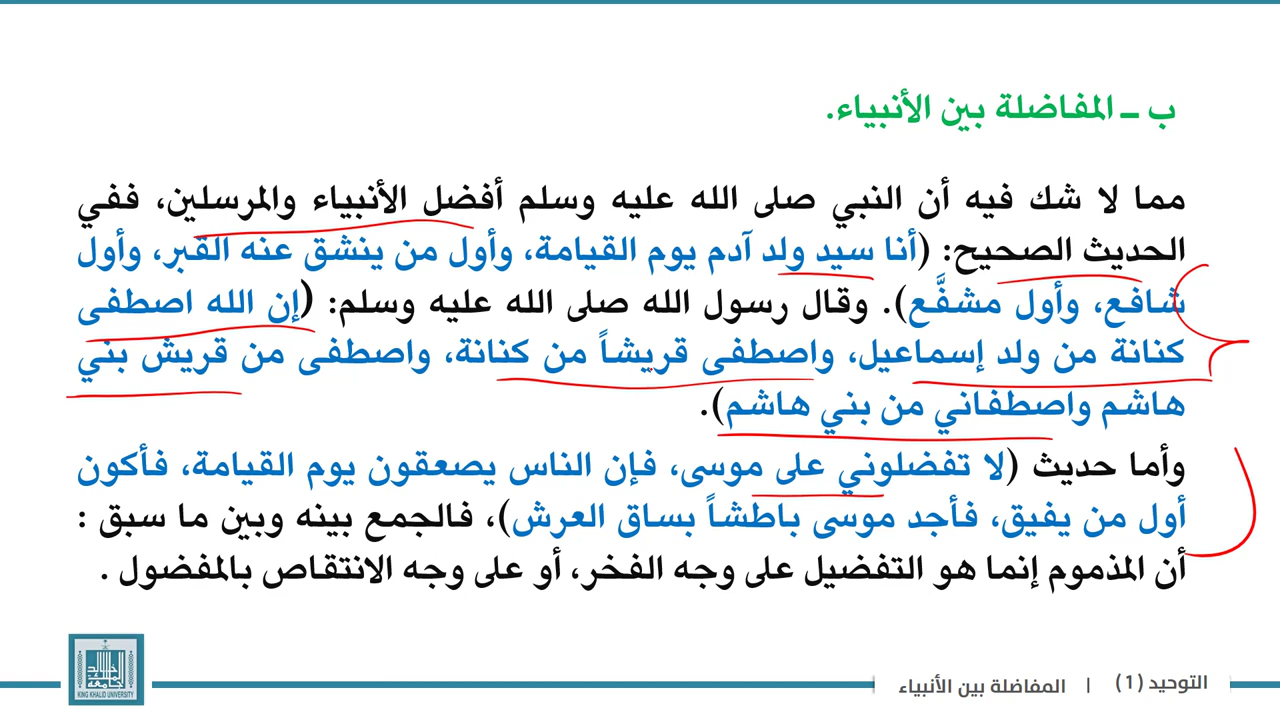 ب ـ المفاضلة بين الأنبياء.
مما لا شك فيه أن النبي صلى الله عليه وسلم أفضل الأنبياء والمرسلين، ففي
الحديث الصحيح: (أنا سيد ولد آدم يوم القيامة، وأول من ينشق عنه القبر، وأول
شافع، وأول مشفَّع). وقال رسول الله صلى الله عليه وسلم: (إن الله اصطفى
كنانة من ولد إسماعيل، واصطفى قريشاً من كنانة، واصطفى من قريش بني
هاشم واصطفاني من بني هاشم).
وأما حديث (لا تفضلوني على موسى، فإن الناس يصعقون يوم القيامة، فأكون
أول من يفيق، فأجد موسى باطشاً بساق العرش)، فالجمع بينه وبين ما سبق :
أن المذموم إنما هو التفضيل على وجه الفخر، أو على وجه الانتقاص بالمفضول .
جامعة الملك خالد
KING KHALID UNIVERSITY
التوحيد (1) | المفاضلة بين الأنبياء